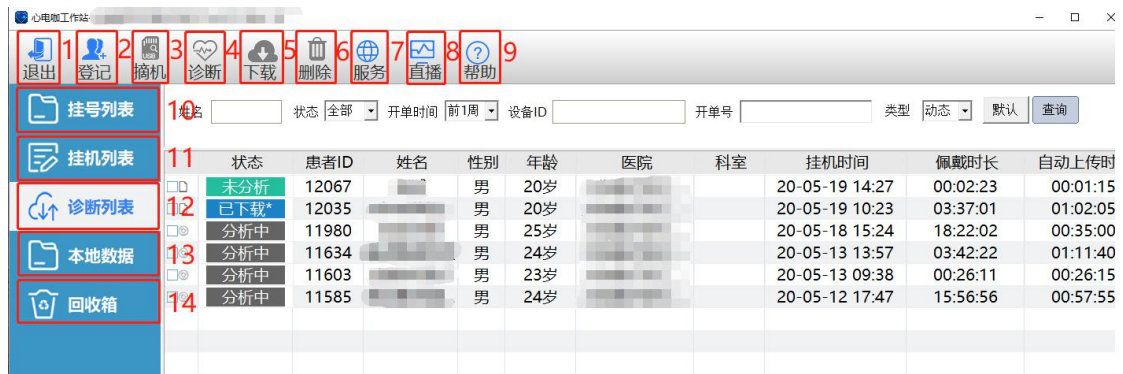 心电咖工作站
1 2 3 4 5 6 7 8 9
退出 登记 摘机 诊断 下载 删除 服务 直播 帮助
挂号列表 10 姓名 状态 全部 开单时间 前1周 设备ID 开单号 类型 动态 默认 查询
挂机列表 11
状态 患者ID 姓名 性别 年龄 医院 科室 挂机时间 佩戴时长 自动上传时
未分析 12067 男 20岁 20-05-19 14:27 00:02:23 00:01:15
诊断列表 12 已下载* 12035 男 20岁 20-05-19 10:23 03:37:01 01:02:05
分析中 11980 男 25岁 20-05-18 15:24 18:22:02 00:35:00
本地数据 13 分析中 11634 男 24岁 20-05-13 13:57 03:42:22 01:11:40
分析中 11603 男 23岁 20-05-13 09:38 00:26:11 00:26:15
回收箱 14 分析中 11585 男 24岁 20-05-12 17:47 15:56:56 00:57:55